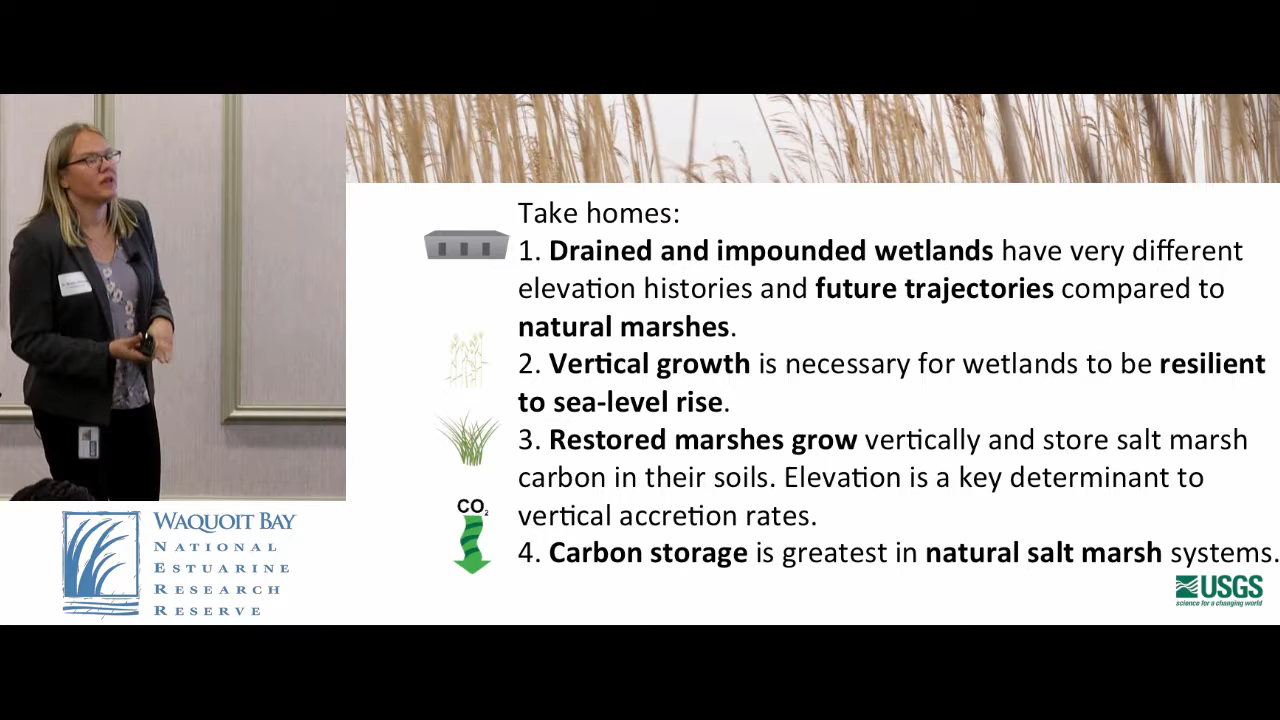 Take homes:
1. Drained and impounded wetlands have very different
elevation histories and future trajectories compared to
natural marshes.
2. Vertical growth is necessary for wetlands to be resilient
to sea-level rise.
3. Restored marshes grow vertically and store salt marsh
carbon in their soils. Elevation is a key determinant to
vertical accretion rates.
4. Carbon storage is greatest in natural salt marsh systems.
CO2
USGS
science for a changing world
WAQUOIT BAY
NATIONAL
ESTUARINE
RESEARCH
RESERVE